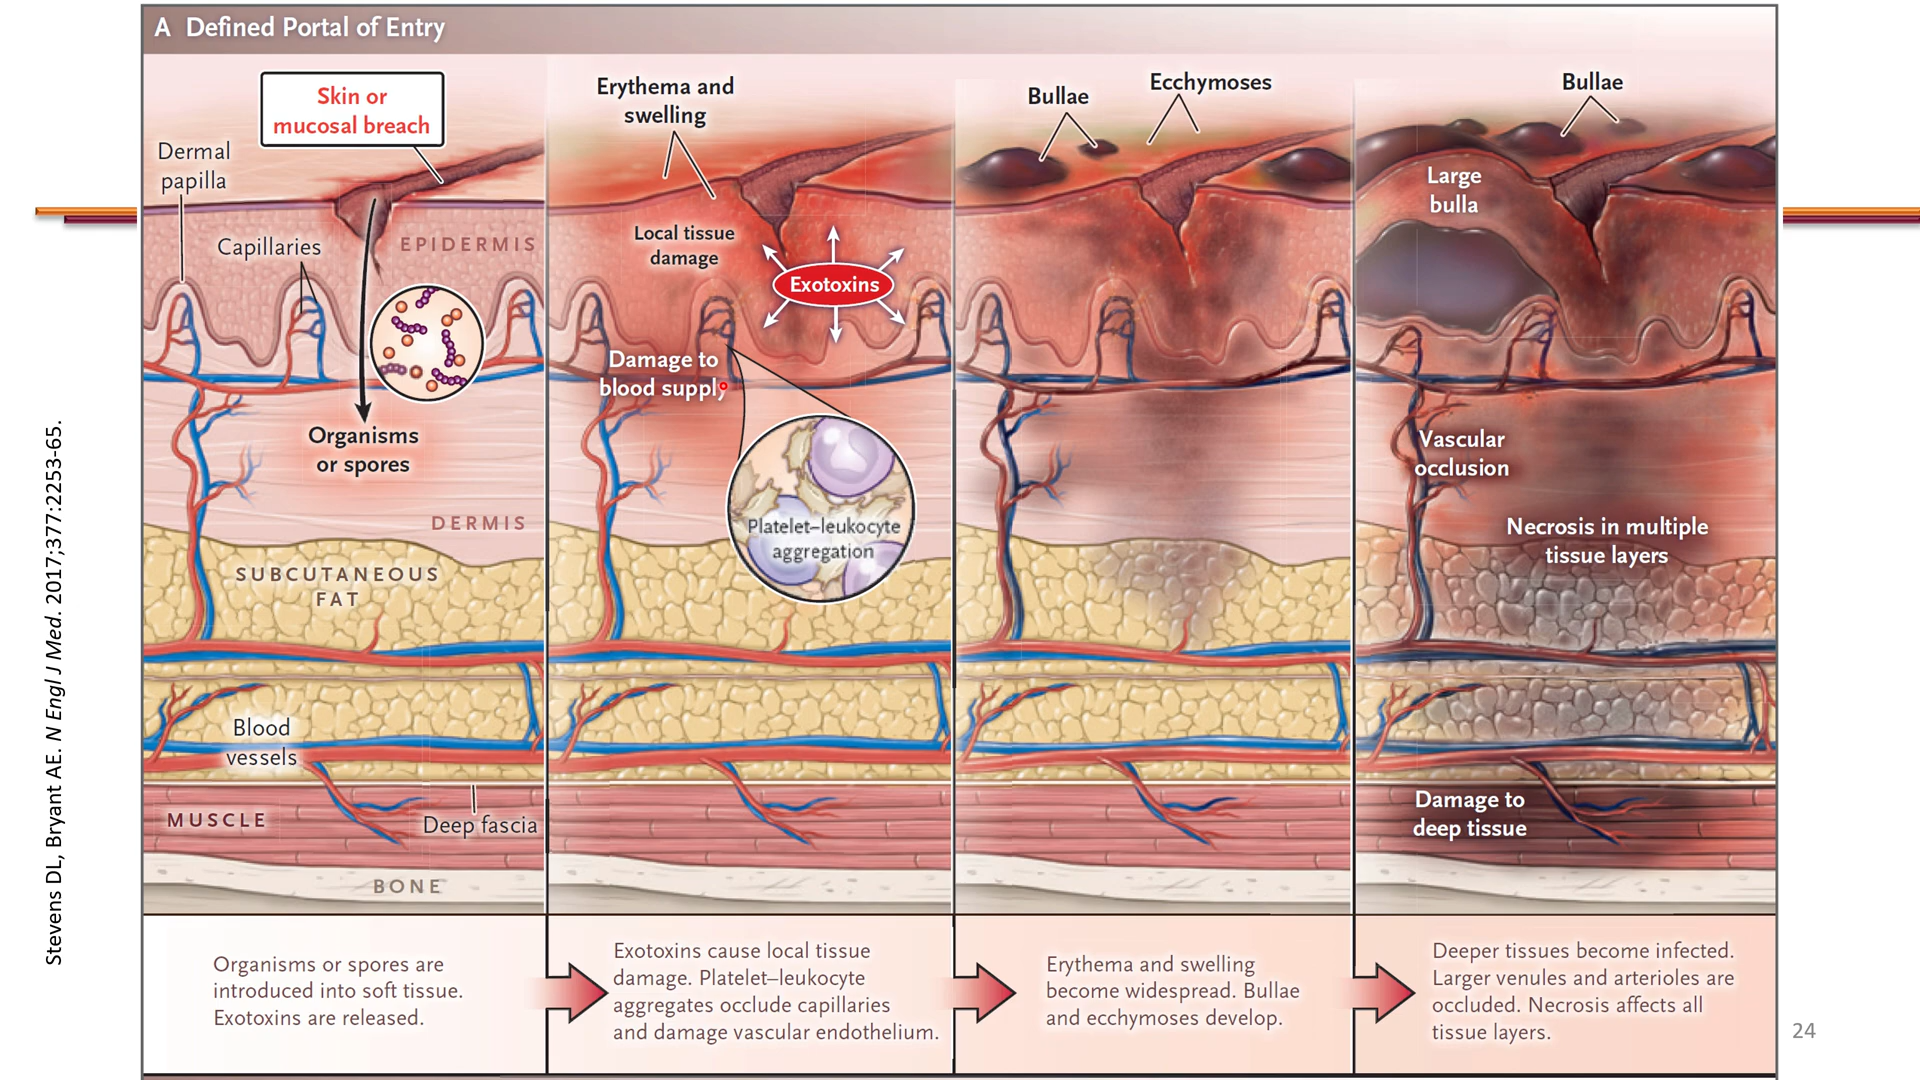 A Defined Portal of Entry
Skin or
mucosal breach
Dermal
papilla
Capillaries
EPIDERMIS
Organisms
or spores
DERMIS
SUBCUTANEOUS
FAT
Blood
vessels
MUSCLE
Deep fascia
BONE
Erythema and
swelling
Local tissue
damage
Exotoxins
Damage to
blood supply
Platelet–leukocyte
aggregation
Bullae
Ecchymoses
Bullae
Large
bulla
Vascular
occlusion
Necrosis in multiple
tissue layers
Damage to
deep tissue
Organisms or spores are
introduced into soft tissue.
Exotoxins are released.
Exotoxins cause local tissue
damage. Platelet–leukocyte
aggregates occlude capillaries
and damage vascular endothelium.
Erythema and swelling
become widespread. Bullae
and ecchymoses develop.
Deeper tissues become infected.
Larger venules and arterioles are
occluded. Necrosis affects all
tissue layers.
Stevens DL, Bryant AE. N Engl J Med. 2017;377:2253-65.
24